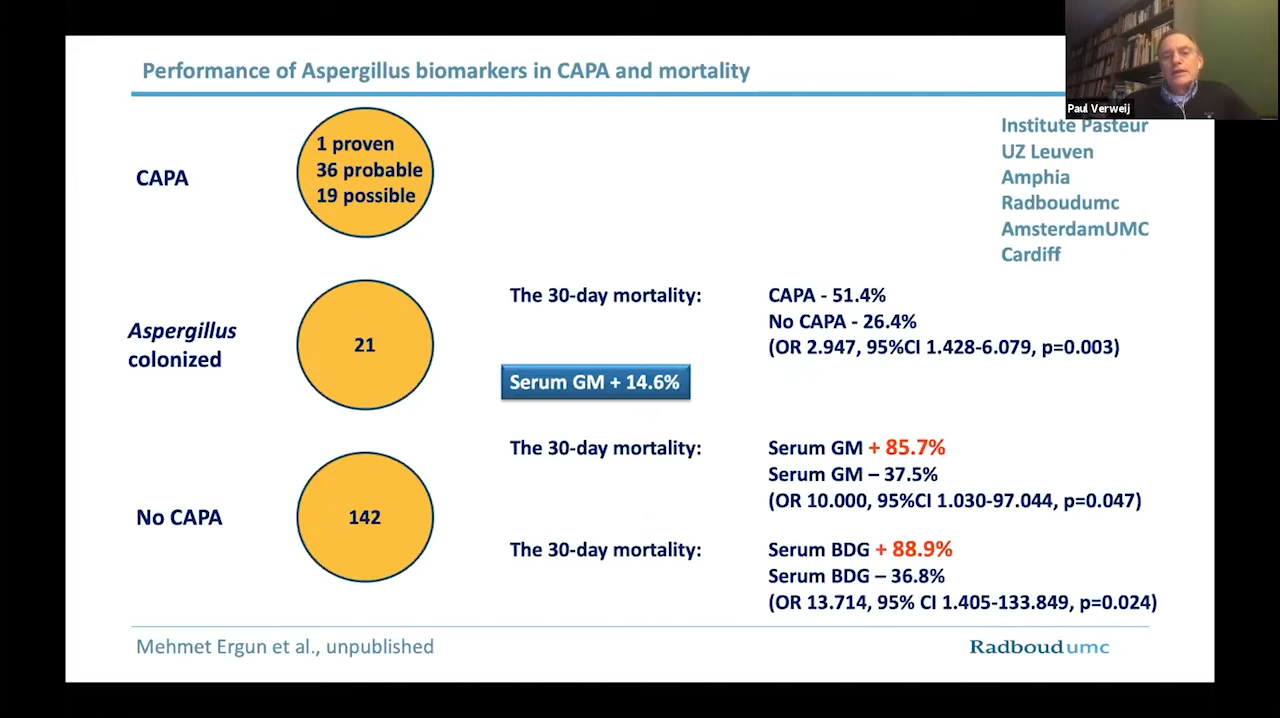 Performance of Aspergillus biomarkers in CAPA and mortality
Paul Verweij
Institute Pasteur
UZ Leuven
Amphia
Radboudumc
AmsterdamUMC
Cardiff
CAPA
1 proven
36 probable
19 possible
Aspergillus
colonized
21
The 30-day mortality:
CAPA - 51.4%
No CAPA - 26.4%
(OR 2.947, 95%CI 1.428-6.079, p=0.003)
Serum GM + 14.6%
The 30-day mortality:
Serum GM + 85.7%
Serum GM – 37.5%
(OR 10.000, 95%CI 1.030-97.044, p=0.047)
No CAPA
142
The 30-day mortality:
Serum BDG + 88.9%
Serum BDG – 36.8%
(OR 13.714, 95% CI 1.405-133.849, p=0.024)
Mehmet Ergun et al., unpublished
Radboudumc